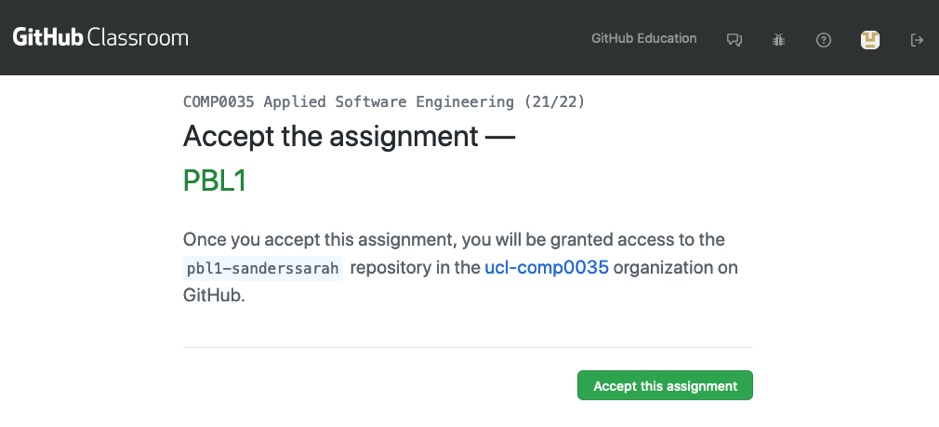 GitHub Classroom
GitHub Education
COMP0035 Applied Software Engineering (21/22)
Accept the assignment —
PBL1
Once you accept this assignment, you will be granted access to the
pbl1-sanderssarah repository in the ucl-comp0035 organization on
GitHub.
Accept this assignment